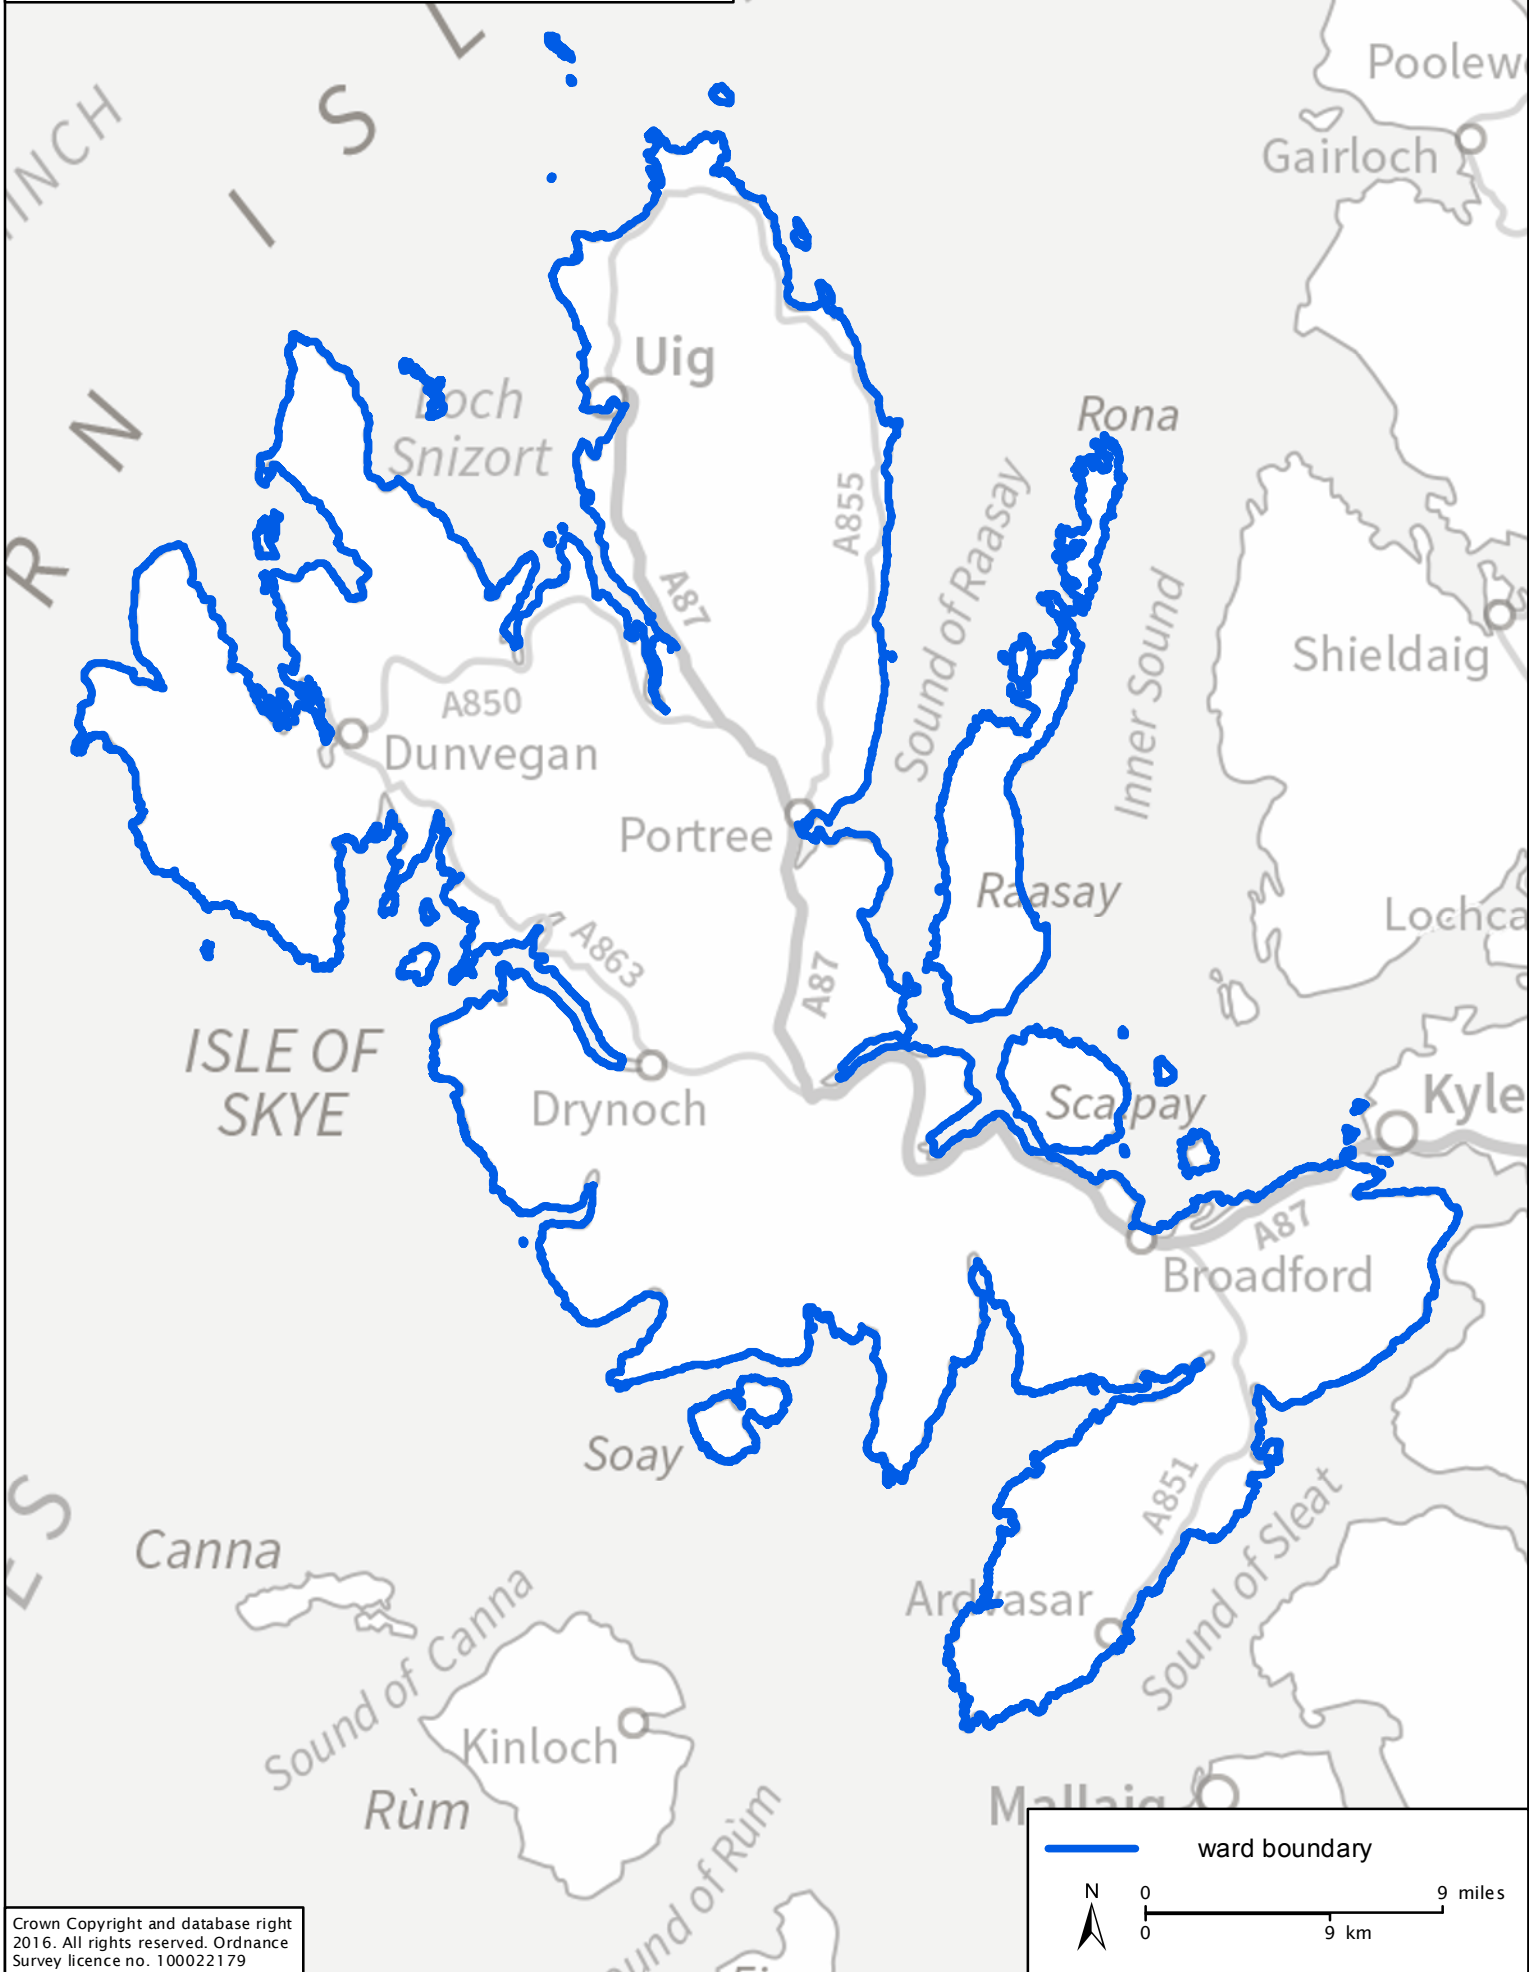 INCH
I
S
L
R
N
I
S
L
E
S
Poolewe
Gairloch
Uig
Loch
Snizort
Rona
A855
Sound of Raasay
Inner Sound
A87
Shieldaig
A850
Dunvegan
Portree
Raasay
Lochca
A863
A87
ISLE OF
SKYE
Drynoch
Scalpay
Kyle
A87
Broadford
Soay
A851
Sound of Sleat
Canna
Ardvasar
Sound of Canna
Kinloch
Rùm
Sound of Rùm
Mallaig
ward boundary
N
0
9 miles
0
9 km
Crown Copyright and database right
2016. All rights reserved. Ordnance
Survey licence no. 100022179